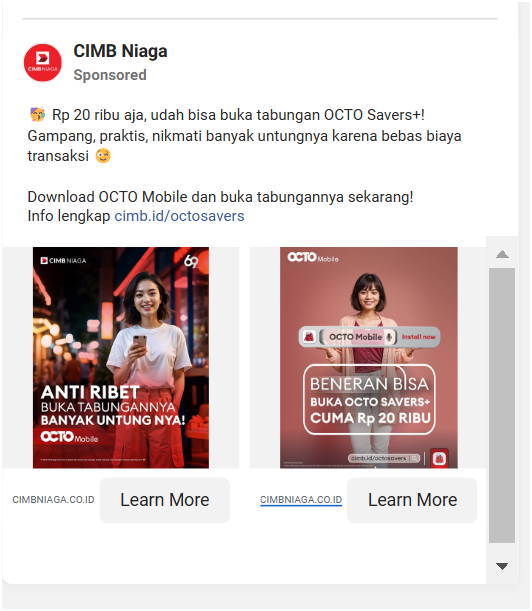 CIMB Niaga
Sponsored
CIMB NIAGA
🥳 Rp 20 ribu aja, udah bisa buka tabungan OCTO Savers+!
Gampang, praktis, nikmati banyak untungnya karena bebas biaya
transaksi 😉
Download OCTO Mobile dan buka tabungannya sekarang!
Info lengkap cimb.id/octosavers
CIMB NIAGA
69
ANTI RIBET
BUKA TABUNGANNYA
BANYAK UNTUNG NYA!
OCTO Mobile
OCTO Mobile
OCTO Mobile
Install now
BENERAN BISA
BUKA OCTO SAVERS+
CUMA Rp 20 RIBU
cimb.id/octosavers
CIMBNIAGA.CO.ID
Learn More
CIMBNIAGA.CO.ID
Learn More